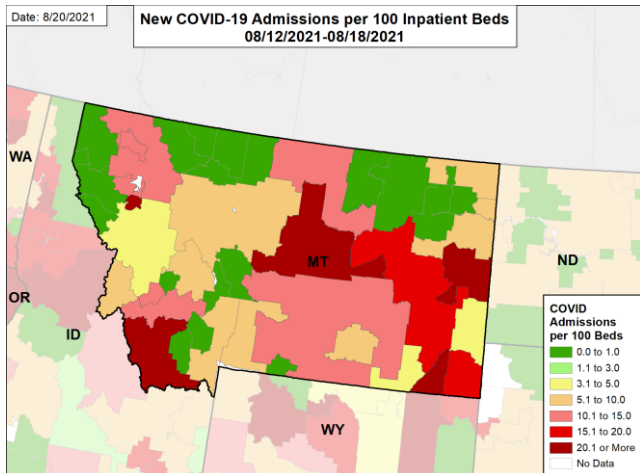 Date: 8/20/2021
New COVID-19 Admissions per 100 Inpatient Beds
08/12/2021-08/18/2021
WA
MT
ND
OR
ID
WY
COVID
Admissions
per 100 Beds
0.0 to 1.0
1.1 to 3.0
3.1 to 5.0
5.1 to 10.0
10.1 to 15.0
15.1 to 20.0
20.1 or More
No Data